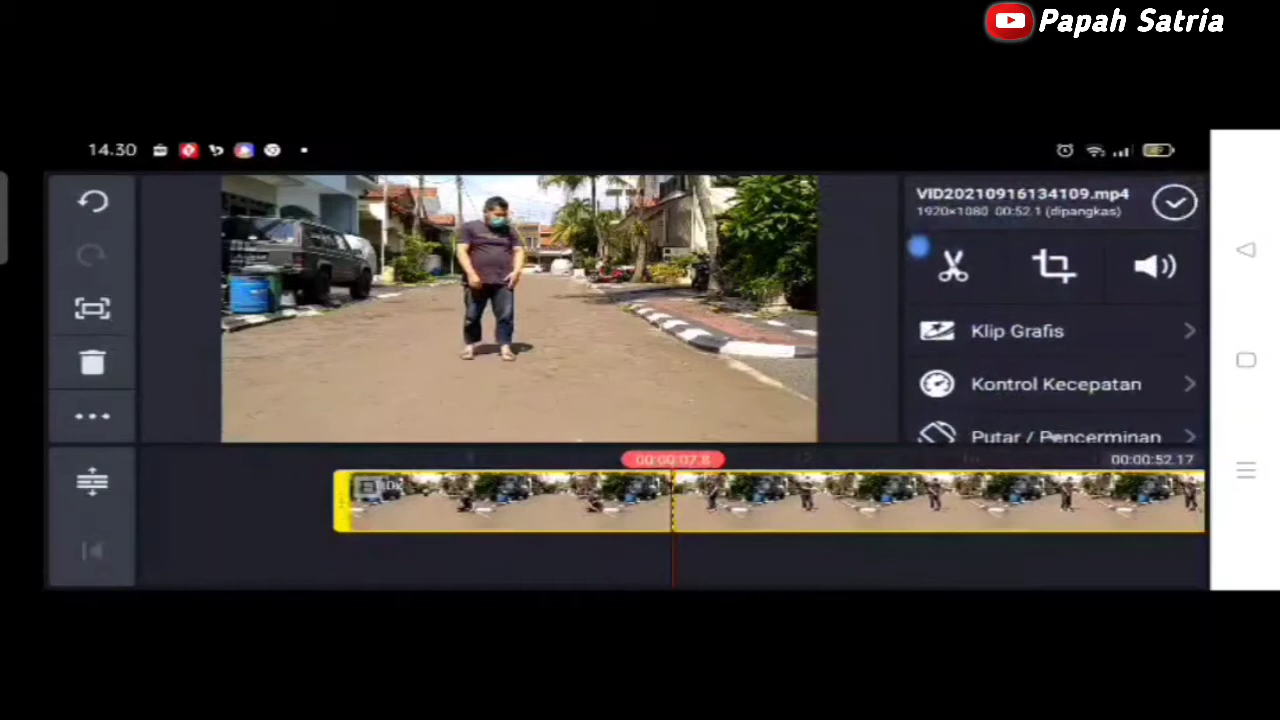 Papah Satria
14.30
VID20210916134109.mp4
1920×1080 00:52.1 (dipangkas)
Klip Grafis
Kontrol Kecepatan
Putar / Pencerminan
00:00:07.8
00:00:52.17